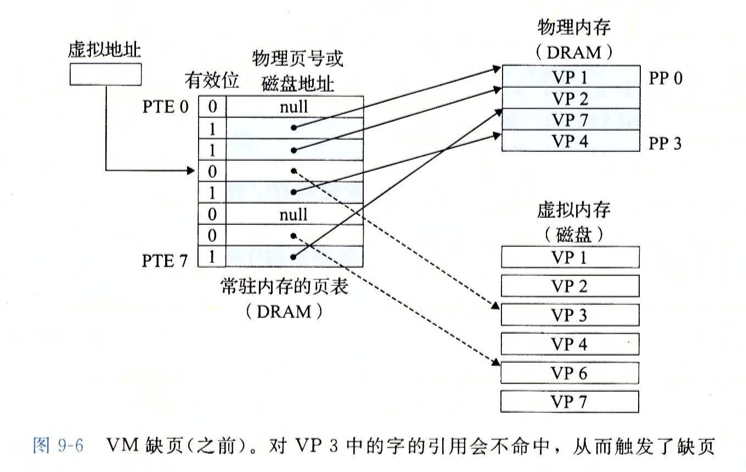 虚拟地址
有效位
物理页号或
磁盘地址
PTE 0
0
null
1
1
0
1
0
null
0
PTE 7
1
常驻内存的页表
（DRAM）
物理内存
（DRAM）
VP 1
PP 0
VP 2
VP 7
VP 4
PP 3
虚拟内存
（磁盘）
VP 1
VP 2
VP 3
VP 4
VP 6
VP 7
图 9-6 VM 缺页(之前)。对 VP 3 中的字的引用会不命中，从而触发了缺页